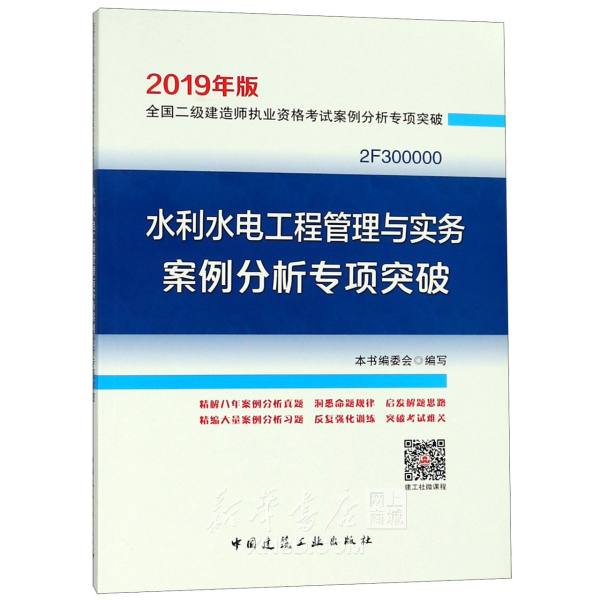 2019年版
全国二级建造师执业资格考试案例分析专项突破
2F300000
水利水电工程管理与实务
案例分析专项突破
本书编委会◎编写
精解八年案例分析真题 洞悉命题规律 启发解题思路
精编大量案例分析习题 反复强化训练 突破考试难关
建工社微课程
新华书店 网上商城
中国建筑工业出版社